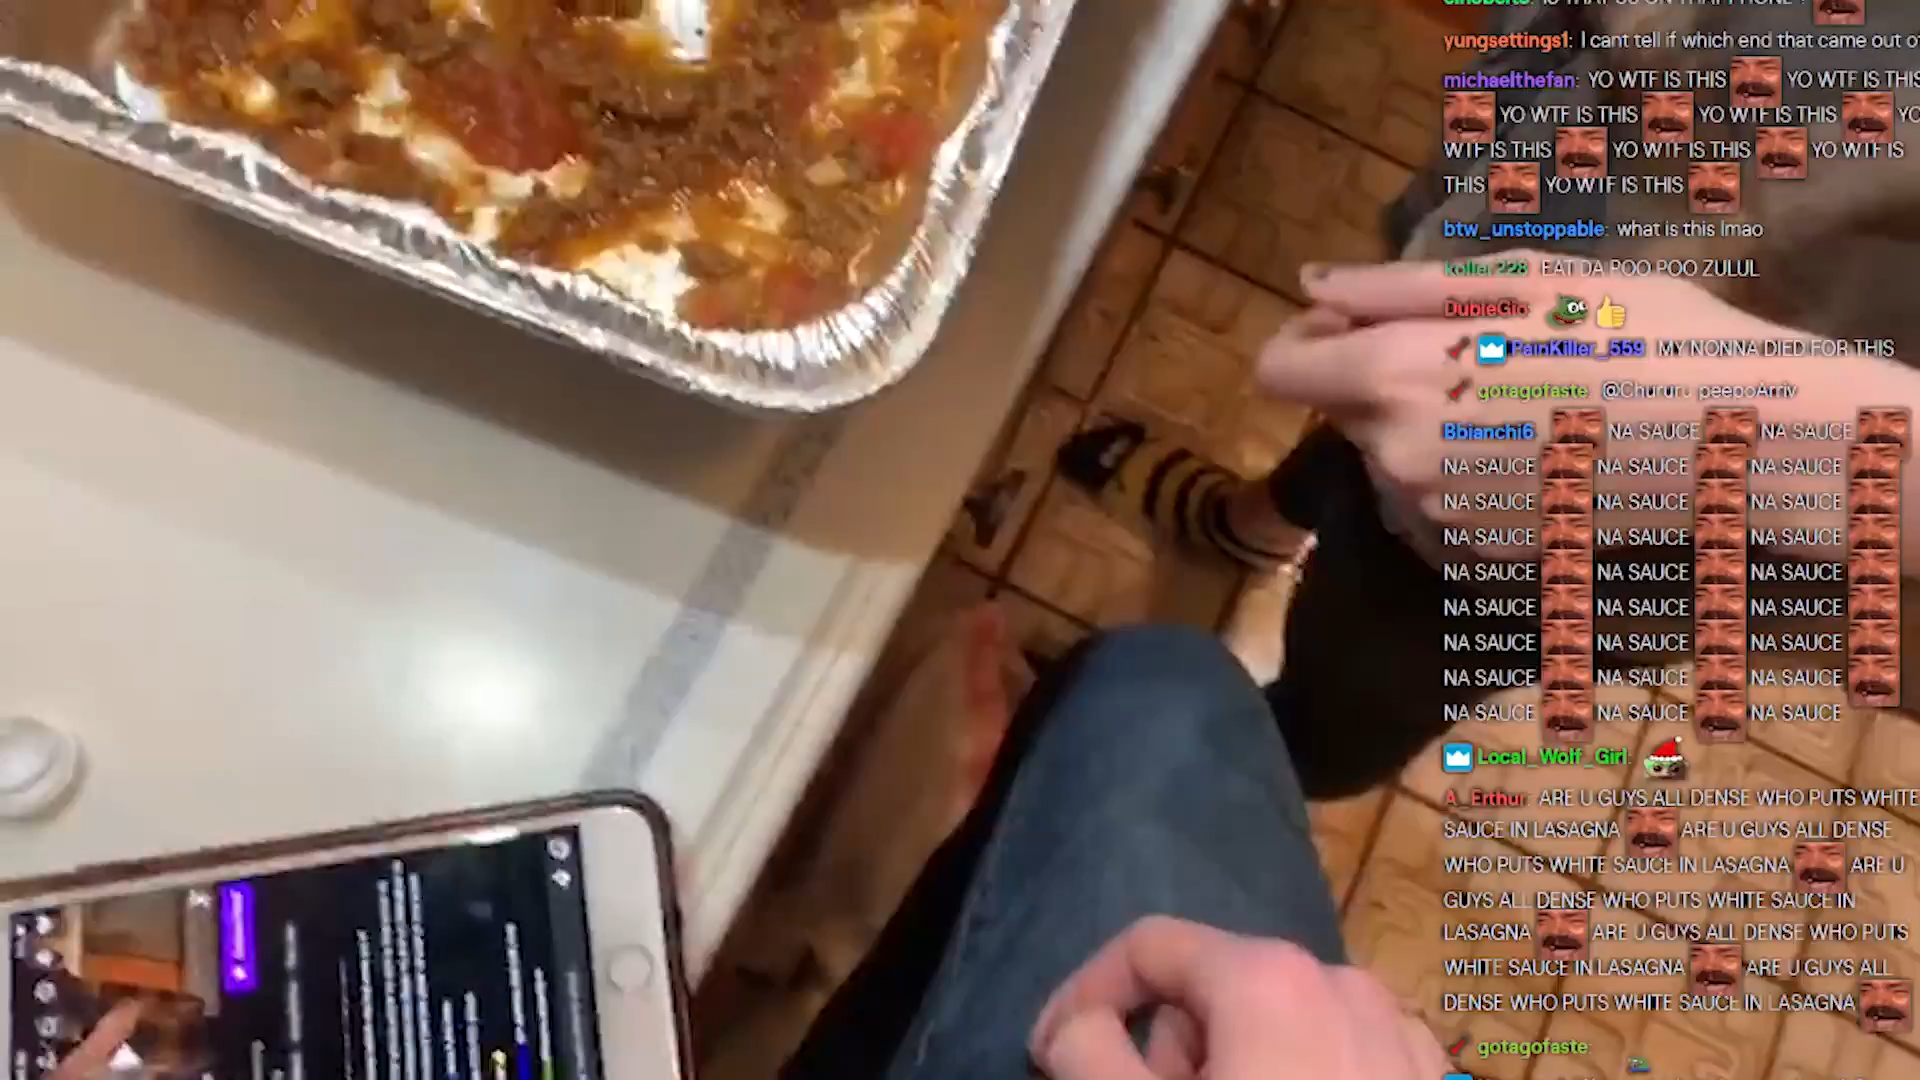 yungsettings1: I cant tell if which end that came out of
michaelthefan: YO WTF IS THIS YO WTF IS THIS
YO WTF IS THIS YO WTF IS THIS YO
WTF IS THIS YO WTF IS THIS YO WTF IS
THIS YO WTF IS THIS
btw_unstoppable: what is this lmao
koller228: EAT DA POO POO ZULUL
DubieGio:
PainKiller_559: MY NONNA DIED FOR THIS
gotagofaste: @Chururu peepoArriv
Bbianchi6: NA SAUCE NA SAUCE
NA SAUCE NA SAUCE NA SAUCE
NA SAUCE NA SAUCE NA SAUCE
NA SAUCE NA SAUCE NA SAUCE
NA SAUCE NA SAUCE NA SAUCE
NA SAUCE NA SAUCE NA SAUCE
NA SAUCE NA SAUCE NA SAUCE
NA SAUCE NA SAUCE NA SAUCE
NA SAUCE NA SAUCE NA SAUCE
Local_Wolf_Girl:
A_Erthur: ARE U GUYS ALL DENSE WHO PUTS WHITE
SAUCE IN LASAGNA ARE U GUYS ALL DENSE
WHO PUTS WHITE SAUCE IN LASAGNA ARE U
GUYS ALL DENSE WHO PUTS WHITE SAUCE IN
LASAGNA ARE U GUYS ALL DENSE WHO PUTS
WHITE SAUCE IN LASAGNA ARE U GUYS ALL
DENSE WHO PUTS WHITE SAUCE IN LASAGNA
gotagofaste: